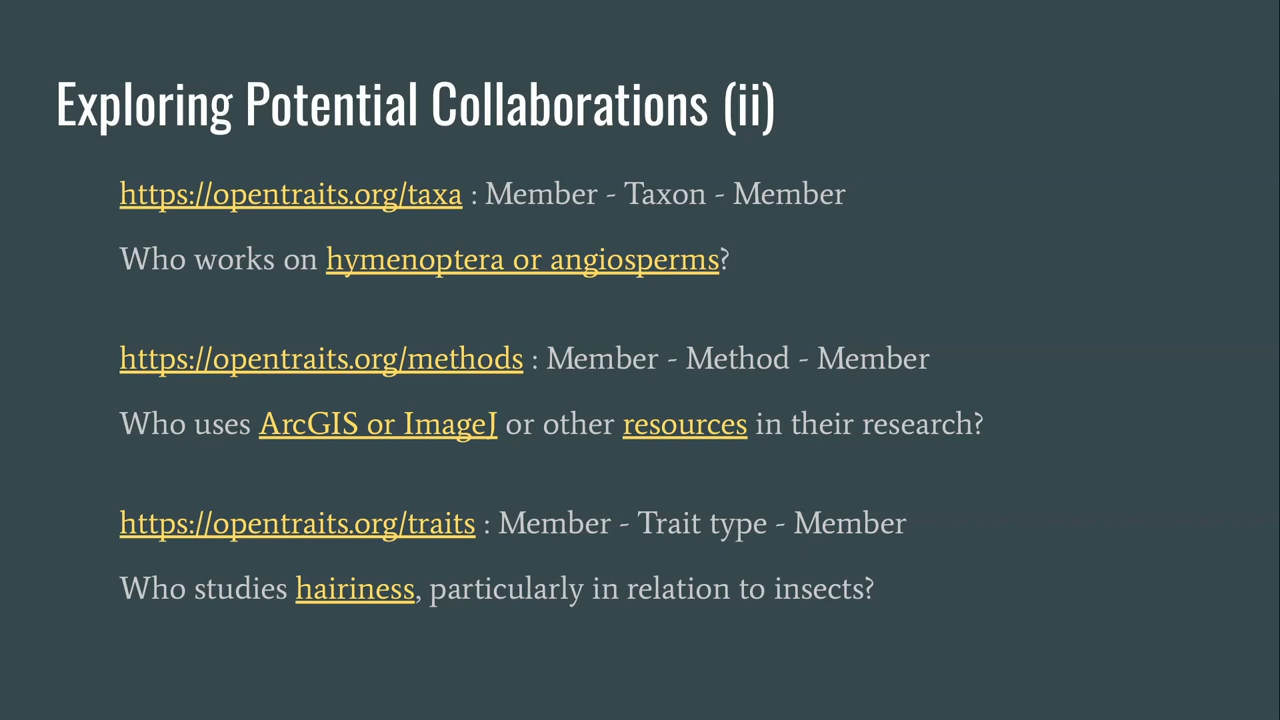 Exploring Potential Collaborations (ii)
https://opentraits.org/taxa : Member - Taxon - Member
Who works on hymenoptera or angiosperms?
https://opentraits.org/methods : Member - Method - Member
Who uses ArcGIS or ImageJ or other resources in their research?
https://opentraits.org/traits : Member - Trait type - Member
Who studies hairiness, particularly in relation to insects?